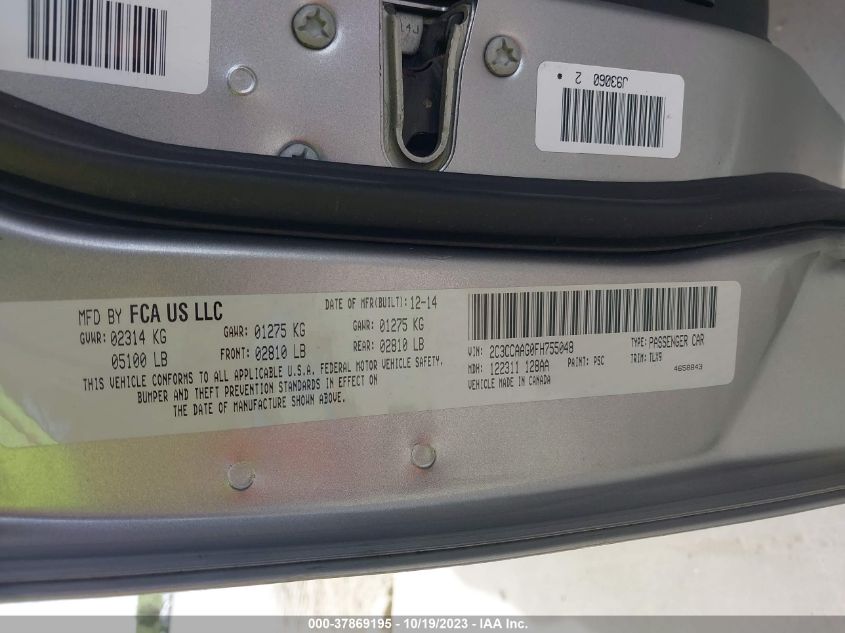 J93060 2 *
MFD BY FCA US LLC DATE OF MFR(BUILT): 12-14
GVWR: 02314 KG GAWR: 01275 KG GAWR: 01275 KG
05100 LB FRONT: 02810 LB REAR: 02810 LB
THIS VEHICLE CONFORMS TO ALL APPLICABLE U.S.A. FEDERAL MOTOR VEHICLE SAFETY,
BUMPER AND THEFT PREVENTION STANDARDS IN EFFECT ON
THE DATE OF MANUFACTURE SHOWN ABOVE.
VIN: 2C3CCAAG0FH755048 TYPE: PASSENGER CAR
MDH: 122311 128AA PAINT: PSC TRIM: TLX9
VEHICLE MADE IN CANADA 4658843
000-37869195 - 10/19/2023 - IAA Inc.